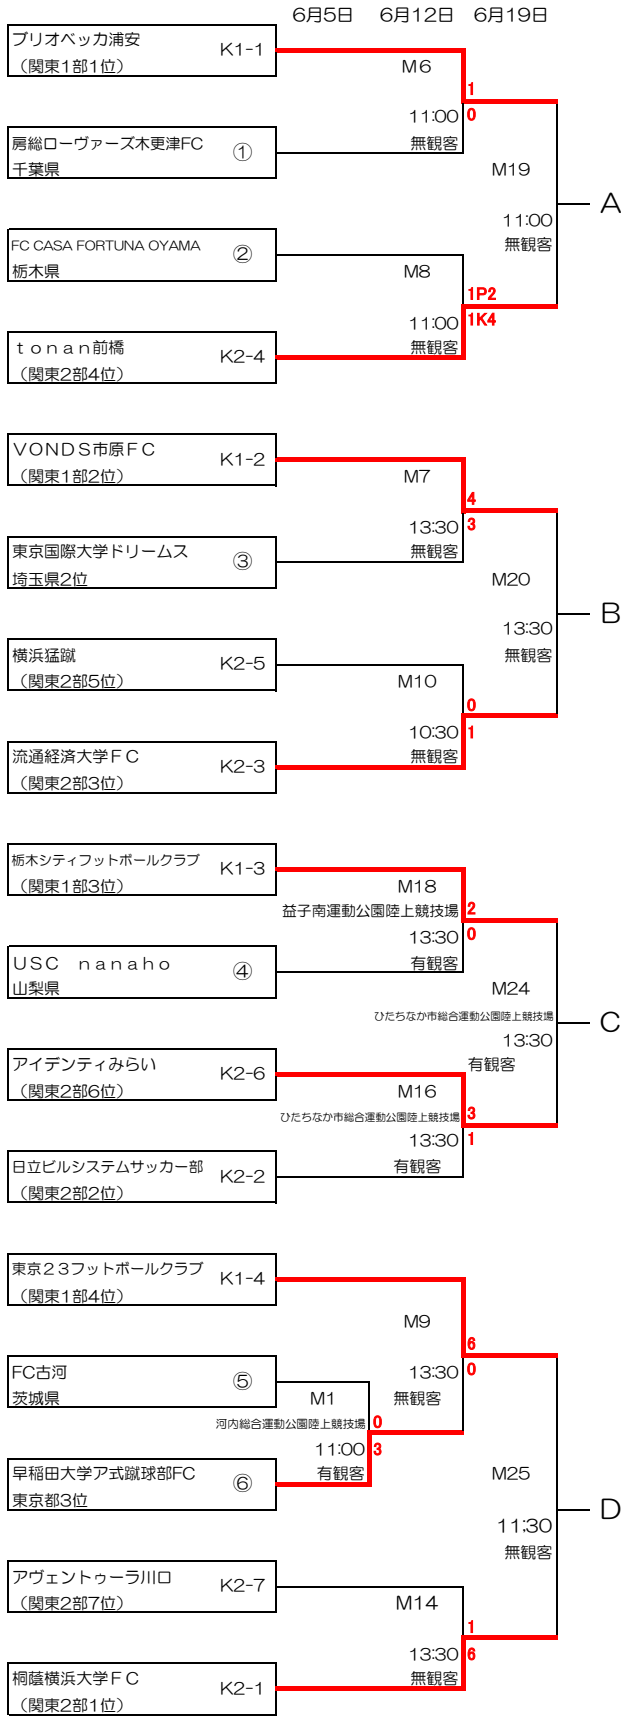 6月5日 6月12日 6月19日
ブリオベッカ浦安
（関東1部1位）
K1-1
M6
1
11:00 0
無観客
房総ローヴァーズ木更津FC
千葉県
①
M19
11:00
無観客
A
FC CASA FORTUNA OYAMA
栃木県
②
M8
1P2
11:00 1K4
無観客
ｔｏｎａｎ前橋
（関東2部4位）
K2-4
ＶＯＮＤＳ市原ＦＣ
（関東1部2位）
K1-2
M7
4
13:30 3
無観客
東京国際大学ドリームス
埼玉県2位
③
M20
13:30
無観客
B
横浜猛蹴
（関東2部5位）
K2-5
M10
0
10:30 1
無観客
流通経済大学ＦＣ
（関東2部3位）
K2-3
栃木シティフットボールクラブ
（関東1部3位）
K1-3
M18
益子南運動公園陸上競技場 2
13:30 0
有観客
ＵＳＣ　ｎａｎａｈｏ
山梨県
④
M24
ひたちなか市総合運動公園陸上競技場
13:30
有観客
C
アイデンティみらい
（関東2部6位）
K2-6
M16
ひたちなか市総合運動公園陸上競技場 3
13:30 1
有観客
日立ビルシステムサッカー部
（関東2部2位）
K2-2
東京２３フットボールクラブ
（関東1部4位）
K1-4
M9
6
13:30 0
無観客
FC古河
茨城県
⑤
M1
河内総合運動公園陸上競技場 0
11:00 3
有観客
早稲田大学ア式蹴球部FC
東京都3位
⑥
M25
11:30
無観客
D
アヴェントゥーラ川口
（関東2部7位）
K2-7
M14
1
13:30 6
無観客
桐蔭横浜大学ＦＣ
（関東2部1位）
K2-1